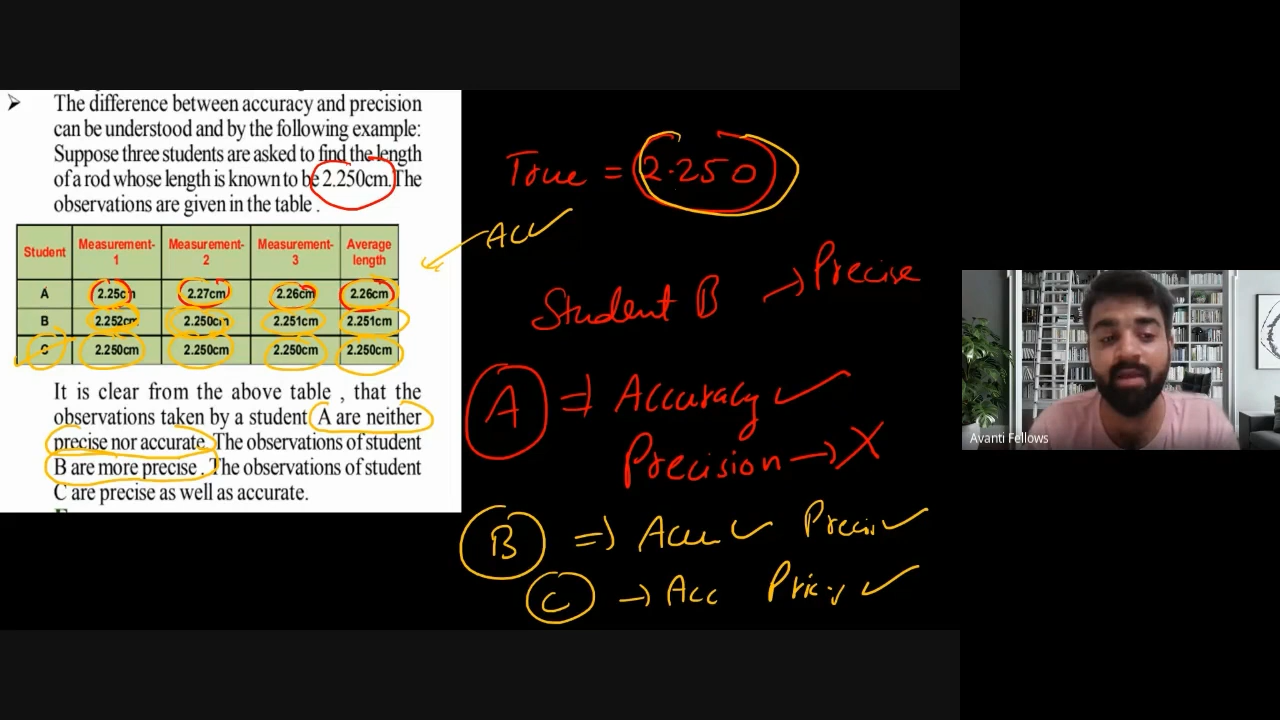 The difference between accuracy and precision
can be understood and by the following example:
Suppose three students are asked to find the length
of a rod whose length is known to be 2.250cm. The
observations are given in the table .
Student Measurement-1 Measurement-2 Measurement-3 Average length
A 2.25cm 2.27cm 2.26cm 2.26cm
B 2.252cm 2.250cm 2.251cm 2.251cm
C 2.250cm 2.250cm 2.250cm 2.250cm
It is clear from the above table , that the
observations taken by a student A are neither
precise nor accurate. The observations of student
B are more precise . The observations of student
C are precise as well as accurate.
True = 2.250
Acc ✓
Student B → Precise
A ⇒ Accuracy ✓
Precision → X
B ⇒ Accu ✓ Precis ✓
C → Acc ✓
Avanti Fellows